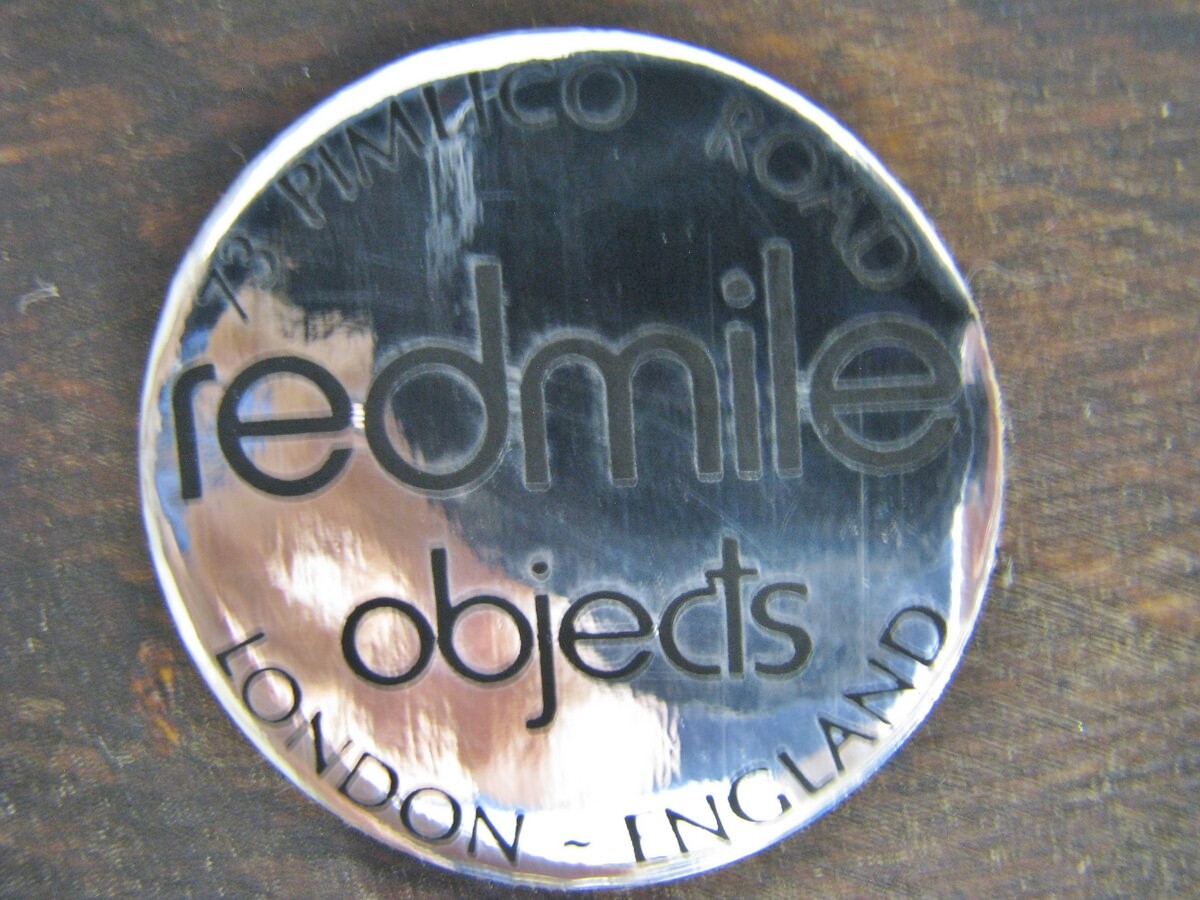 73 PIMLICO ROAD
redmile
objects
LONDON ~ ENGLAND